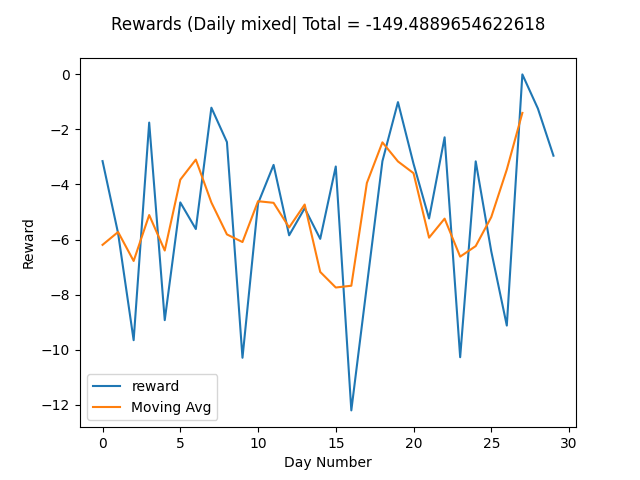 Rewards (Daily mixed| Total = -149.4889654622618
0
−2
−4
−6
−8
−10
−12
Reward
reward
Moving Avg
0 5 10 15 20 25 30
Day Number